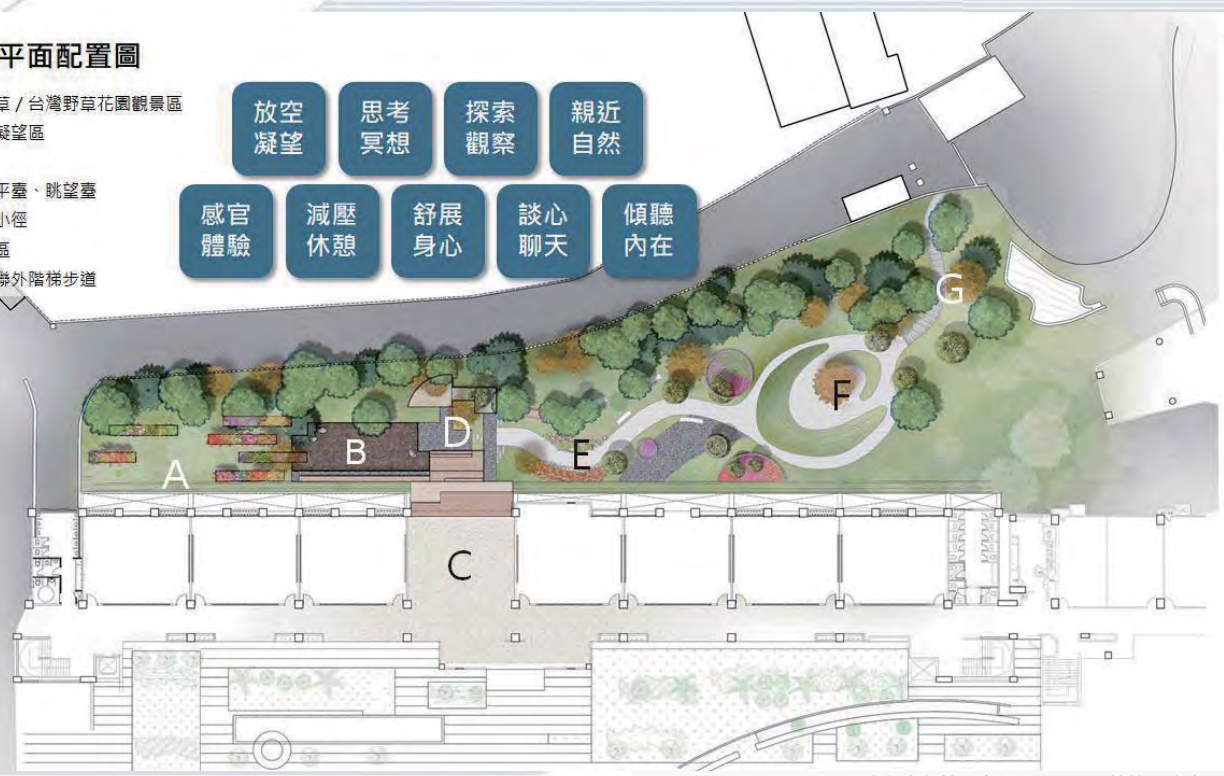 平面配置圖
草 / 台灣野草花園觀景區
凝望區
平臺、眺望臺
小徑
區
聯外階梯步道
放空
凝望
思考
冥想
探索
觀察
親近
自然
感官
體驗
減壓
休憩
舒展
身心
談心
聊天
傾聽
內在
A
B
C
D
E
F
G